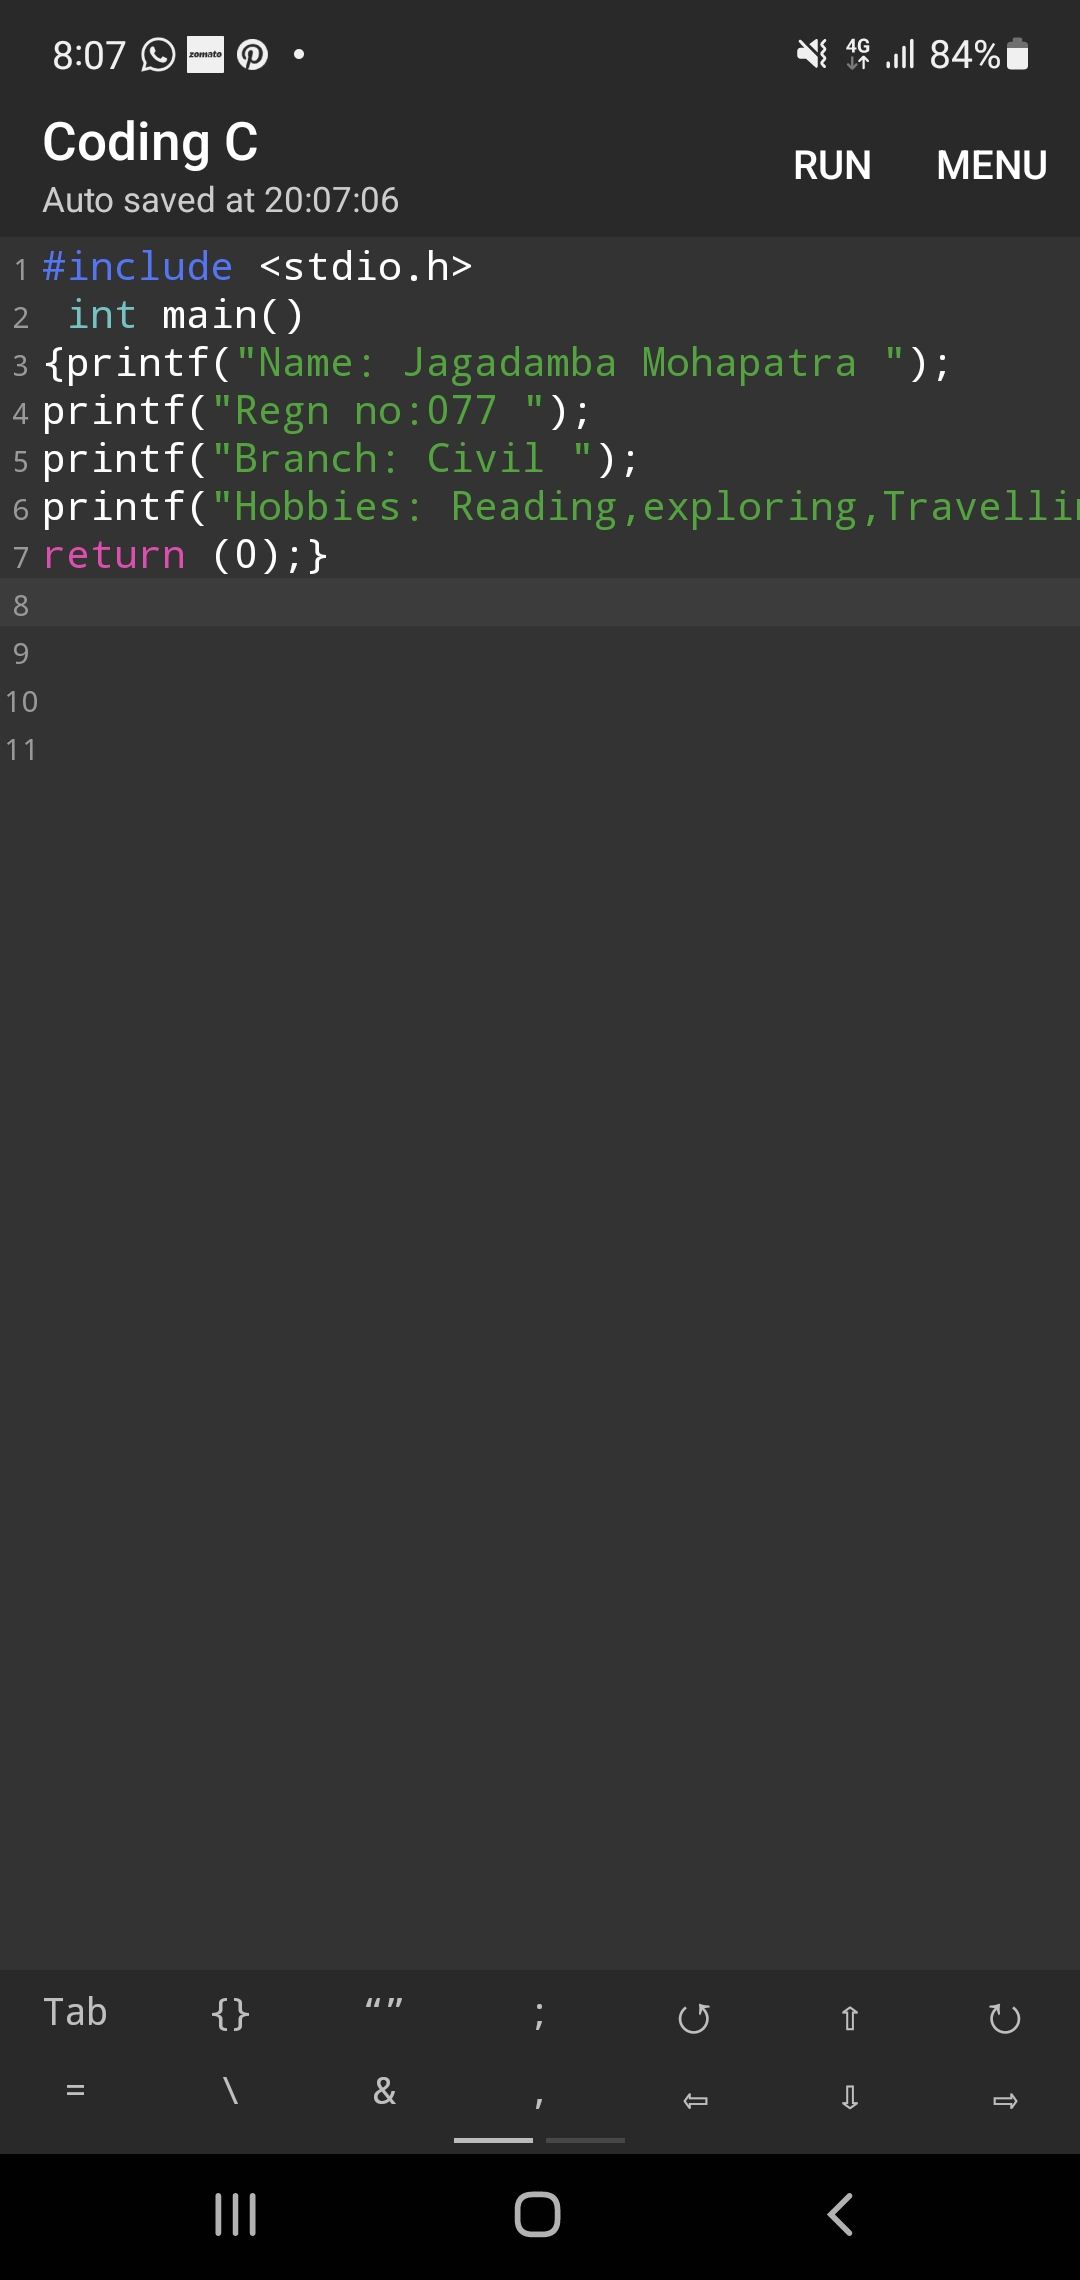 8:07 zomato 4G 84%
Coding C
RUN MENU
Auto saved at 20:07:06
1 #include <stdio.h>
2 int main()
3 {printf("Name: Jagadamba Mohapatra ");
4 printf("Regn no:077 ");
5 printf("Branch: Civil ");
6 printf("Hobbies: Reading,exploring,Travellin
7 return (0);}
8
9
10
11
Tab {} “” ; ↺ ⇧ ↻
= \ & , ⇦ ⇩ ⇨